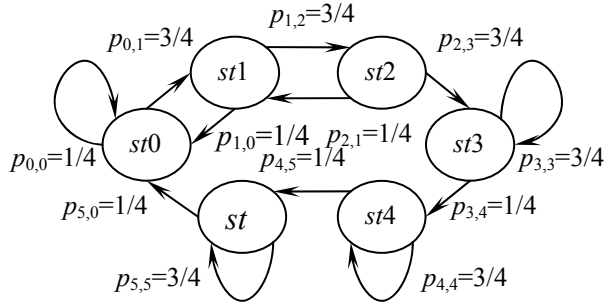 p1,2=3/4
p0,1=3/4
p2,3=3/4
st1
st2
st0
st3
p1,0=1/4
p2,1=1/4
p0,0=1/4
p4,5=1/4
p3,3=3/4
p5,0=1/4
st
st4
p3,4=1/4
p5,5=3/4
p4,4=3/4